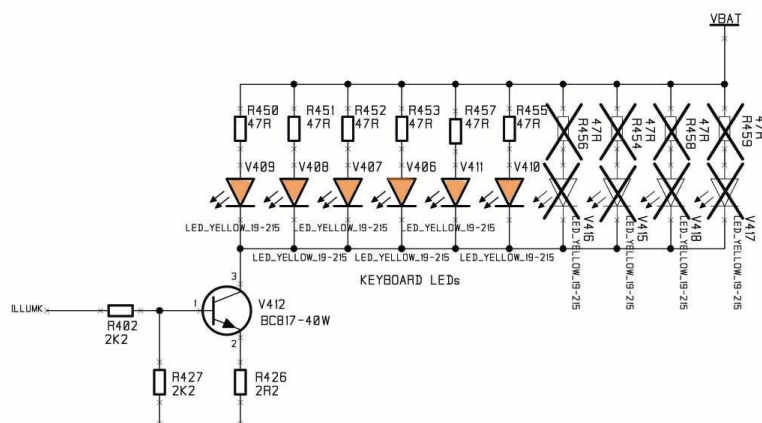 VBAT
R450
47R
R451
47R
R452
47R
R453
47R
R457
47R
R455
47R
R456
47R
R454
47R
R458
47R
R459
47R
V409
V408
V407
V406
V411
V410
V416
LED_YELLOW_19-215
V415
LED_YELLOW_19-215
V418
LED_YELLOW_19-215
V417
LED_YELLOW_19-215
LED_YELLOW_19-215 LED_YELLOW_19-215 LED_YELLOW_19-215
LED_YELLOW_19-215 LED_YELLOW_19-215 LED_YELLOW_19-215
KEYBOARD LEDs
3
V412
BC817-40W
1
2
ILLUMK
R402
2K2
R427
2K2
R426
2R2